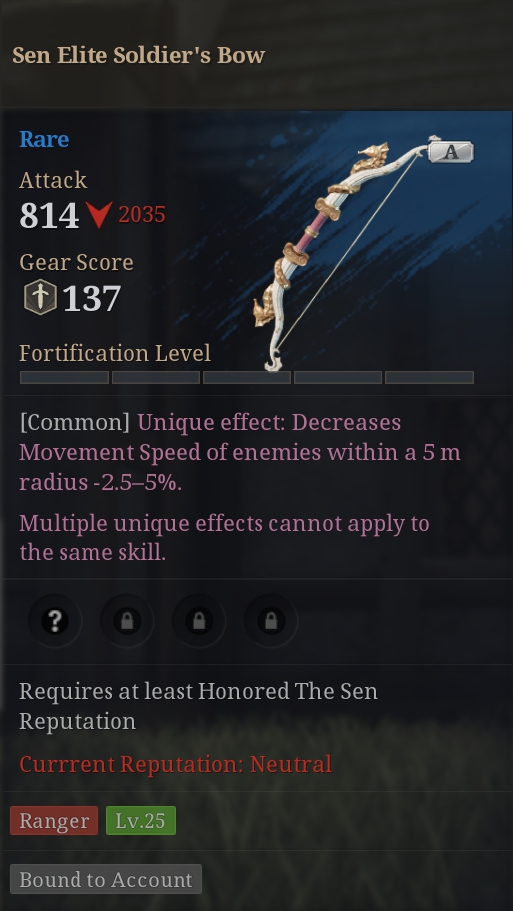 Sen Elite Soldier's Bow
Rare
A
Attack
814 2035
Gear Score
137
Fortification Level
[Common] Unique effect: Decreases
Movement Speed of enemies within a 5 m
radius -2.5–5%.
Multiple unique effects cannot apply to
the same skill.
?
Requires at least Honored The Sen
Reputation
Currrent Reputation: Neutral
Ranger Lv.25
Bound to Account